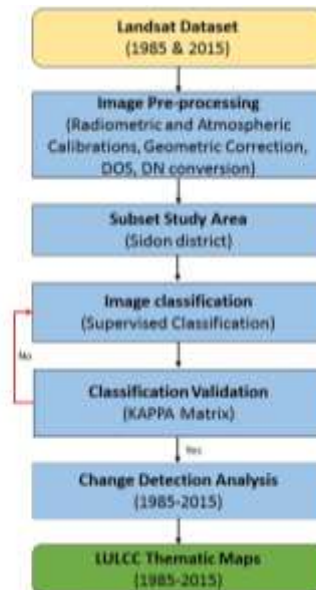 Landsat Dataset
(1985 & 2015)
Image Pre-processing
(Radiometric and Atmospheric
Calibrations, Geometric Correction,
DOS, DN conversion)
Subset Study Area
(Sidon district)
Image classification
(Supervised Classification)
No
Classification Validation
(KAPPA Matrix)
Yes
Change Detection Analysis
(1985-2015)
LULCC Thematic Maps
(1985-2015)